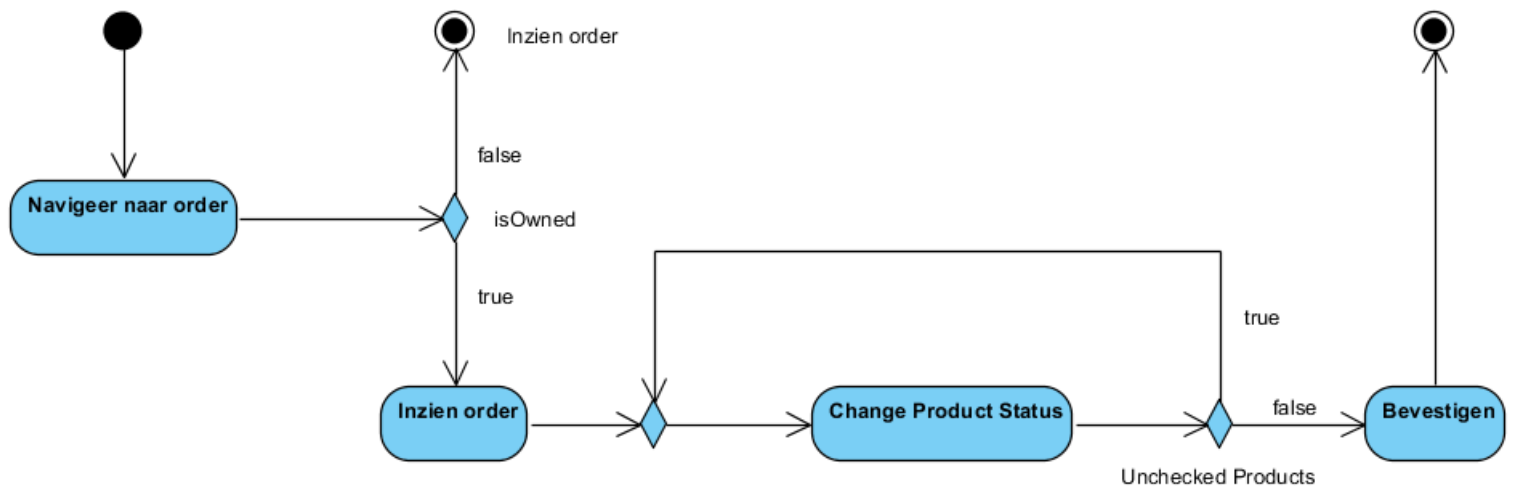 Inzien order
false
Navigeer naar order
isOwned
true
true
Inzien order
Change Product Status
false
Bevestigen
Unchecked Products